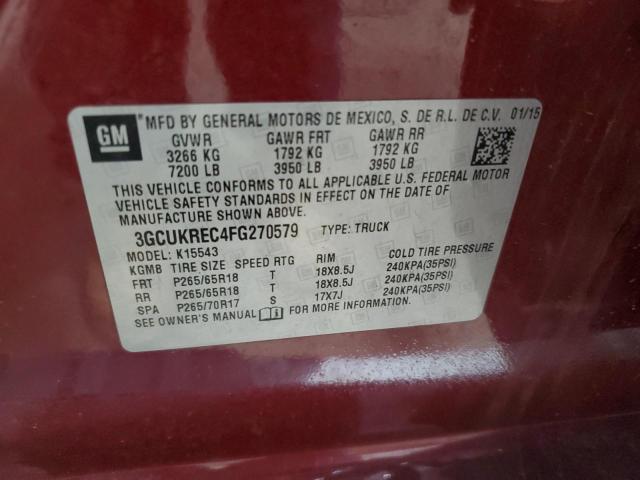 GM
*MFD BY GENERAL MOTORS DE MEXICO, S. DE R.L. DE C.V. 01/15
GVWR GAWR FRT GAWR RR
3266 KG 1792 KG 1792 KG
7200 LB 3950 LB 3950 LB
THIS VEHICLE CONFORMS TO ALL APPLICABLE U.S. FEDERAL MOTOR
VEHICLE SAFETY STANDARDS IN EFFECT ON THE DATE OF
MANUFACTURE SHOWN ABOVE.
3GCUKREC4FG270579 TYPE: TRUCK
MODEL: K15543
KGMB TIRE SIZE SPEED RTG RIM COLD TIRE PRESSURE
FRT P265/65R18 T 18X8.5J 240KPA(35PSI)
RR P265/65R18 T 18X8.5J 240KPA(35PSI)
SPA P265/70R17 S 17X7J 240KPA(35PSI)
SEE OWNER'S MANUAL FOR MORE INFORMATION.